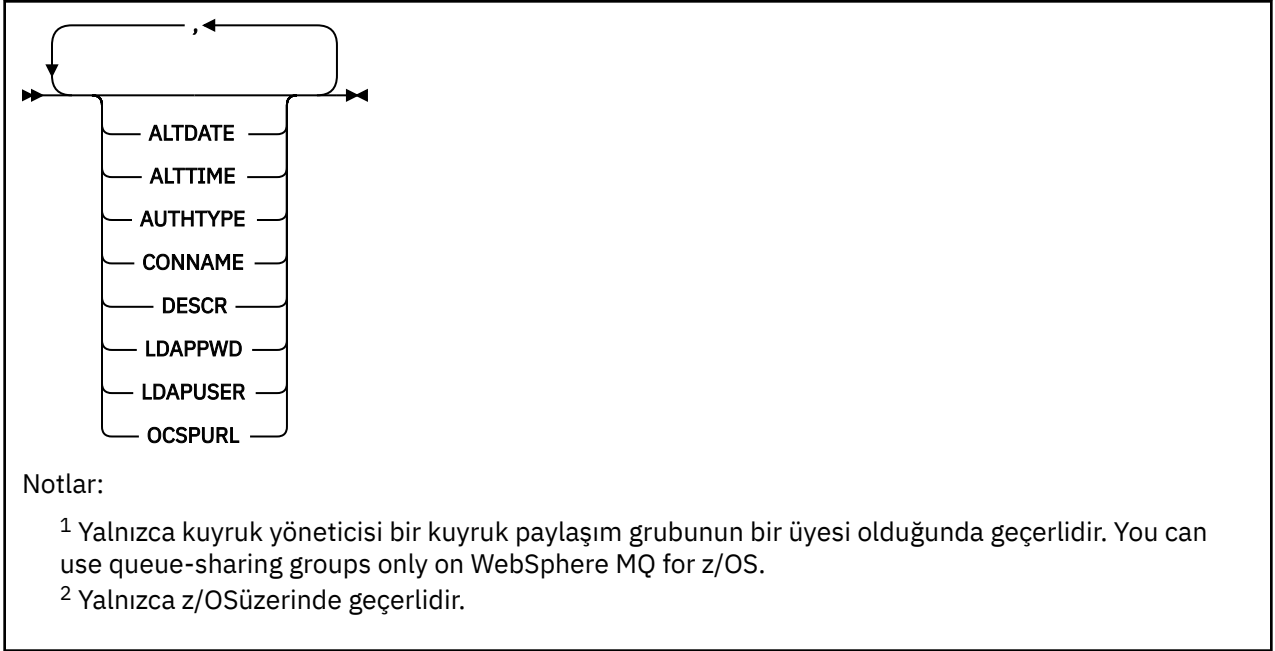 ,
ALTDATE
ALTTIME
AUTHTYPE
CONNAME
DESCR
LDAPPWD
LDAPUSER
OCSPURL
Notlar:
1 Yalnızca kuyruk yöneticisi bir kuyruk paylaşım grubunun bir üyesi olduğunda geçerlidir. You can
use queue-sharing groups only on WebSphere MQ for z/OS.
2 Yalnızca z/OSüzerinde geçerlidir.